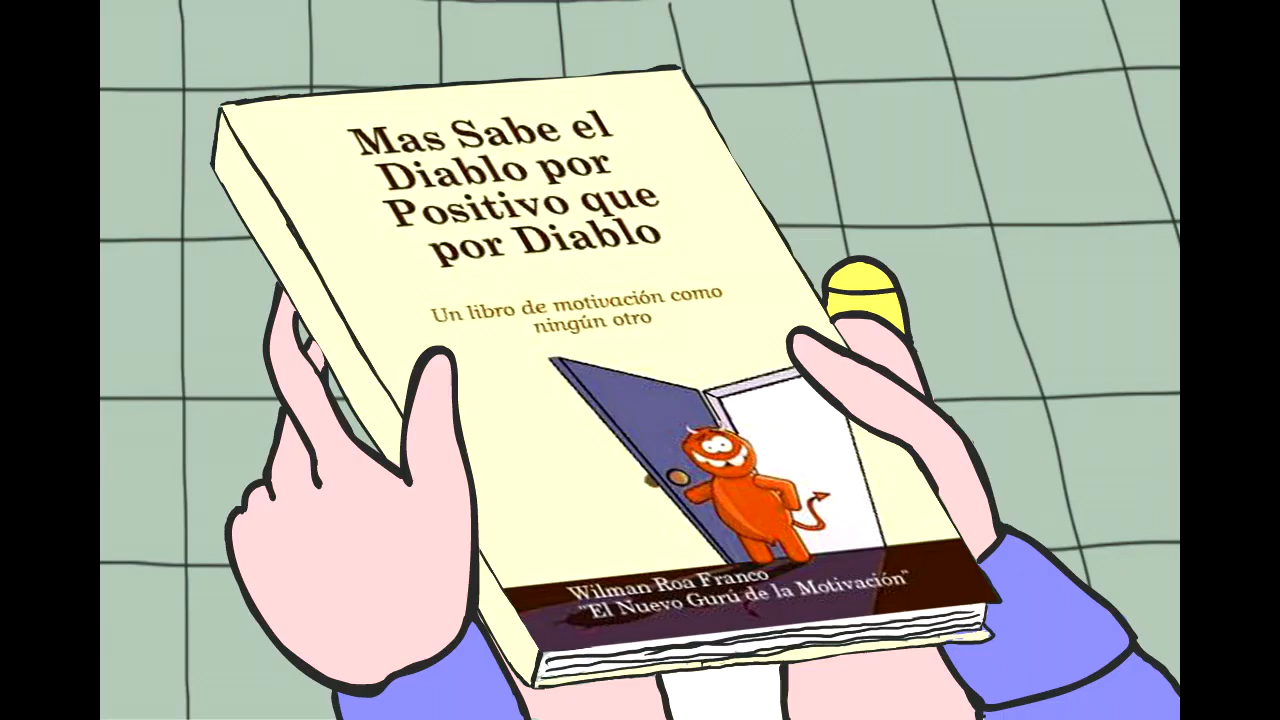 Mas Sabe el
Diablo por
Positivo que
por Diablo
Un libro de motivación como
ningún otro
Wilman Roa Franco
"El Nuevo Gurú de la Motivación"